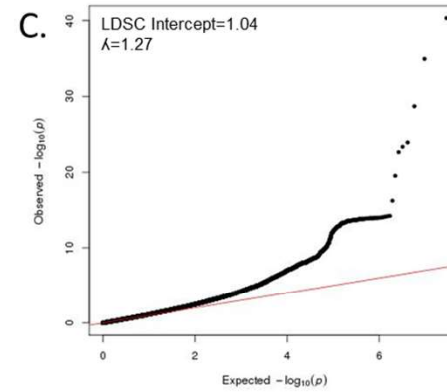 C.
LDSC Intercept=1.04
⅄=1.27
40
30
20
10
0
Observed −log₁₀(p)
0
2
4
6
Expected −log₁₀(p)